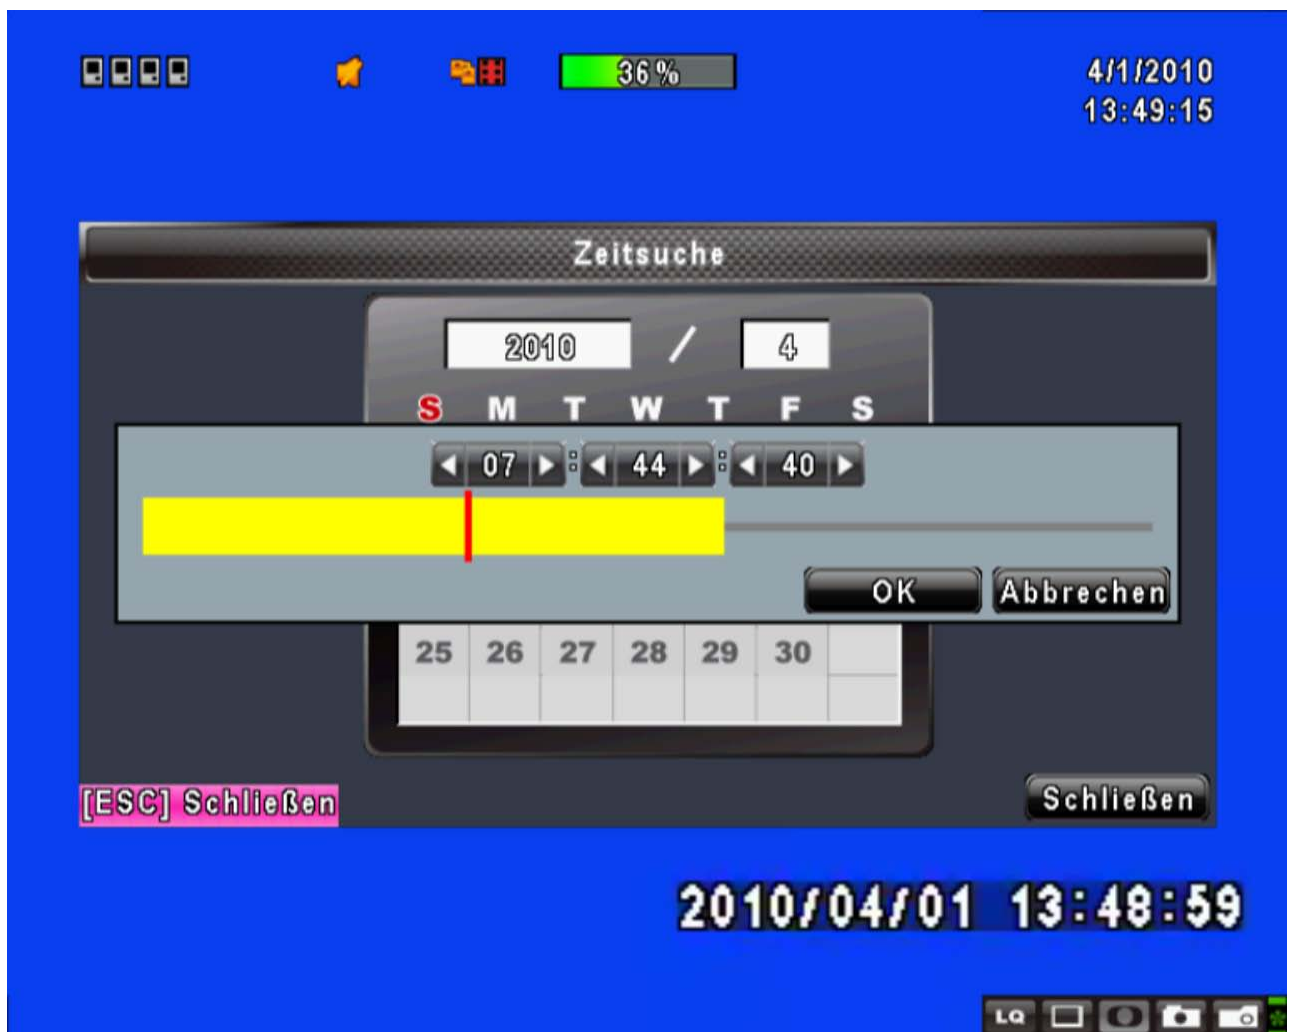 36%
4/1/2010
13:49:15
Zeitsuche
2010 / 4
S M T W T F S
07 : 44 : 40
OK Abbrechen
25 26 27 28 29 30
[ESC] Schließen
Schließen
2010/04/01 13:48:59
LQ